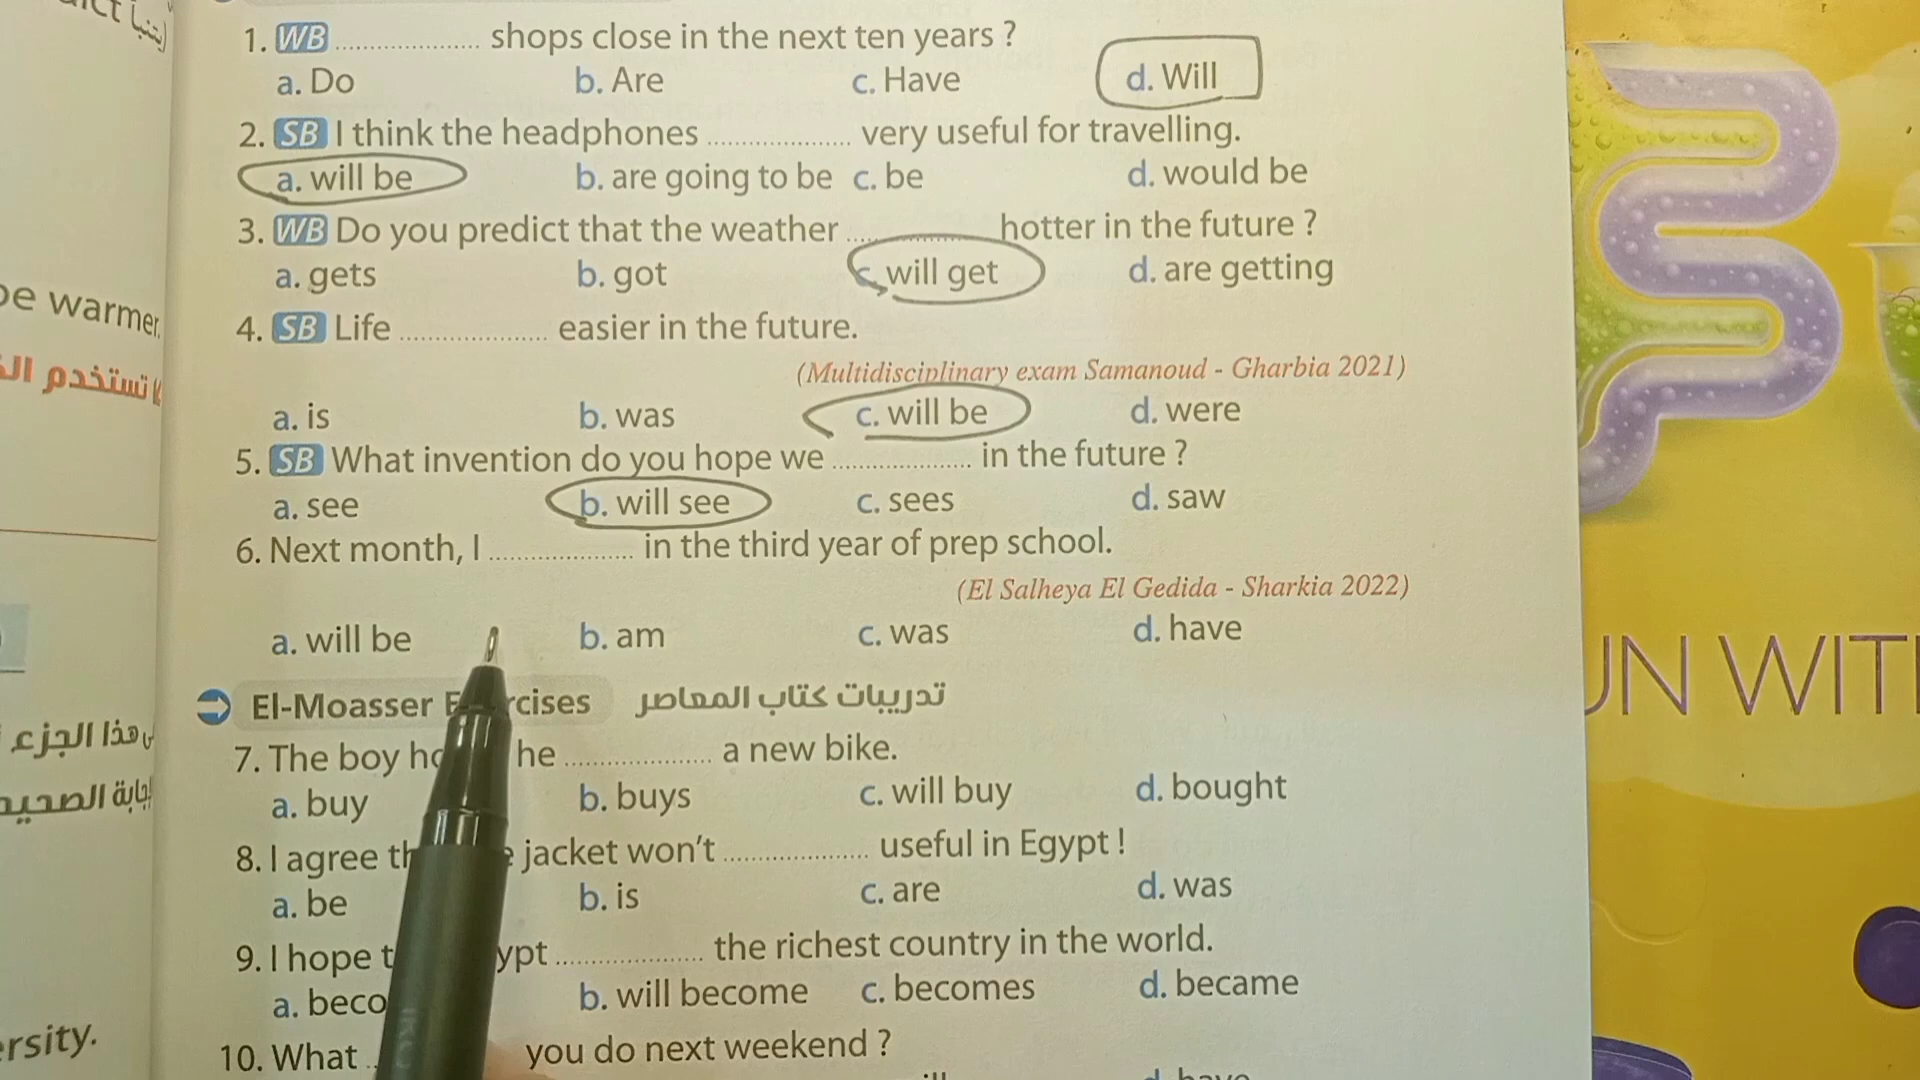 1. WB .................... shops close in the next ten years ?
a. Do b. Are c. Have d. Will
2. SB I think the headphones .................... very useful for travelling.
a. will be b. are going to be c. be d. would be
3. WB Do you predict that the weather .................... hotter in the future ?
a. gets b. got c. will get d. are getting
4. SB Life .................... easier in the future.
(Multidisciplinary exam Samanoud - Gharbia 2021)
a. is b. was c. will be d. were
5. SB What invention do you hope we .................... in the future ?
a. see b. will see c. sees d. saw
6. Next month, I .................... in the third year of prep school.
(El Salheya El Gedida - Sharkia 2022)
a. will be b. am c. was d. have
El-Moasser تدريبات كتاب المعاصر
7. The boy he .................... a new bike.
a. buy b. buys c. will buy d. bought
8. I agree jacket won't .................... useful in Egypt !
a. be b. is c. are d. was
9. I hope .................... the richest country in the world.
a. b. will become c. becomes d. became
10. What you do next weekend ?
d. have
be warmer.
تستخدم
هذا الجزء
UN WIT